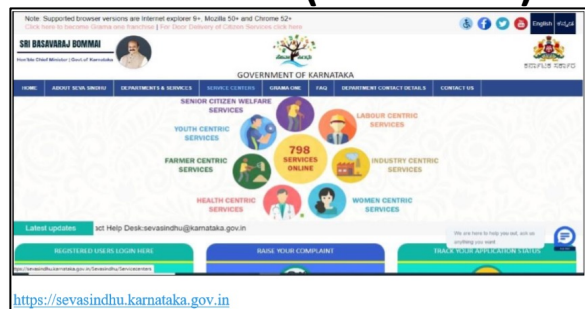 Note: Supported browser versions are Internet explorer 9+, Mozilla 50+ and Chrome 52+
Click here to become Grama one franchise | For Door Delivery of Citizen Services click here
English ಕನ್ನಡ
SRI BASAVARAJ BOMMAI
Hon'ble Chief Minister | Govt of Karnataka
GOVERNMENT OF KARNATAKA
HOME ABOUT SEVA SINDHU DEPARTMENTS & SERVICES SERVICE CENTERS GRAMA ONE FAQ DEPARTMENT CONTACT DETAILS CONTACT US
SENIOR CITIZEN WELFARE
SERVICES
LABOUR CENTRIC
SERVICES
YOUTH CENTRIC
SERVICES
798
SERVICES
ONLINE
FARMER CENTRIC
SERVICES
INDUSTRY CENTRIC
SERVICES
HEALTH CENTRIC
SERVICES
WOMEN CENTRIC
SERVICES
Latest updates act Help Desk:sevasindhu@karnataka.gov.in
We are here to help you out, ask us
anything you want
REGISTERED USERS LOGIN HERE RAISE YOUR COMPLAINT TRACK YOUR APPLICATION STATUS
https://sevasindhu.karnataka.gov.in/Sevasindhu/Servicecenters
https://sevasindhu.karnataka.gov.in